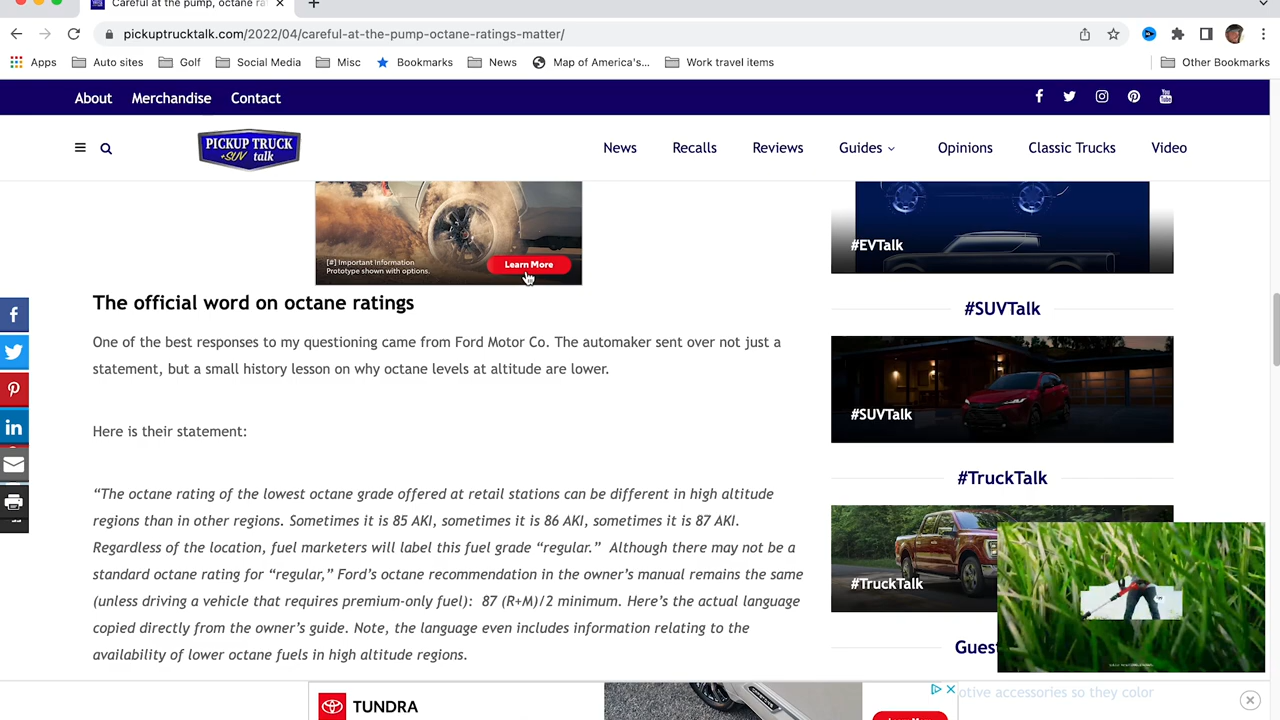 Careful at the pump, octane ra
pickuptrucktalk.com/2022/04/careful-at-the-pump-octane-ratings-matter/
Apps Auto sites Golf Social Media Misc Bookmarks News Map of America's... Work travel items Other Bookmarks
About Merchandise Contact
PICKUP TRUCK
+SUV talk
News Recalls Reviews Guides Opinions Classic Trucks Video
[#] Important Information
Prototype shown with options.
Learn More
The official word on octane ratings
One of the best responses to my questioning came from Ford Motor Co. The automaker sent over not just a
statement, but a small history lesson on why octane levels at altitude are lower.
Here is their statement:
“The octane rating of the lowest octane grade offered at retail stations can be different in high altitude
regions than in other regions. Sometimes it is 85 AKI, sometimes it is 86 AKI, sometimes it is 87 AKI.
Regardless of the location, fuel marketers will label this fuel grade “regular.” Although there may not be a
standard octane rating for “regular,” Ford’s octane recommendation in the owner’s manual remains the same
(unless driving a vehicle that requires premium-only fuel): 87 (R+M)/2 minimum. Here’s the actual language
copied directly from the owner’s guide. Note, the language even includes information relating to the
availability of lower octane fuels in high altitude regions.
#EVTalk
#SUVTalk
#SUVTalk
#TruckTalk
#TruckTalk
Gues
otive accessories so they color
TUNDRA